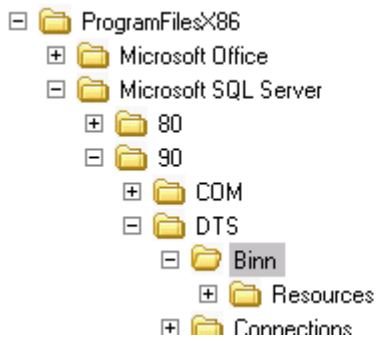 ProgramFilesX86
Microsoft Office
Microsoft SQL Server
80
90
COM
DTS
Binn
Resources
Connections